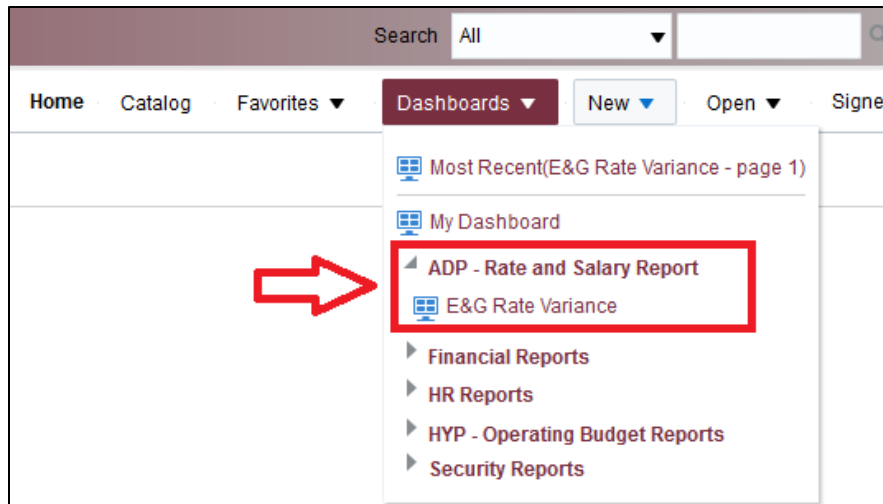 Search All
Home Catalog Favorites Dashboards New Open Signe
Most Recent(E&G Rate Variance - page 1)
My Dashboard
ADP - Rate and Salary Report
E&G Rate Variance
Financial Reports
HR Reports
HYP - Operating Budget Reports
Security Reports